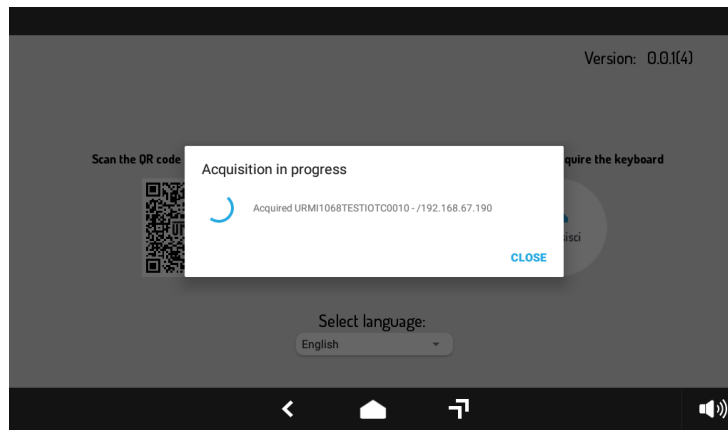 Version: 0.0.1(4)
Scan the QR code
quire the keyboard
Acquisition in progress
Acquired URMI1068TESTIOTC0010 - /192.168.67.190
isci
CLOSE
Select language:
English